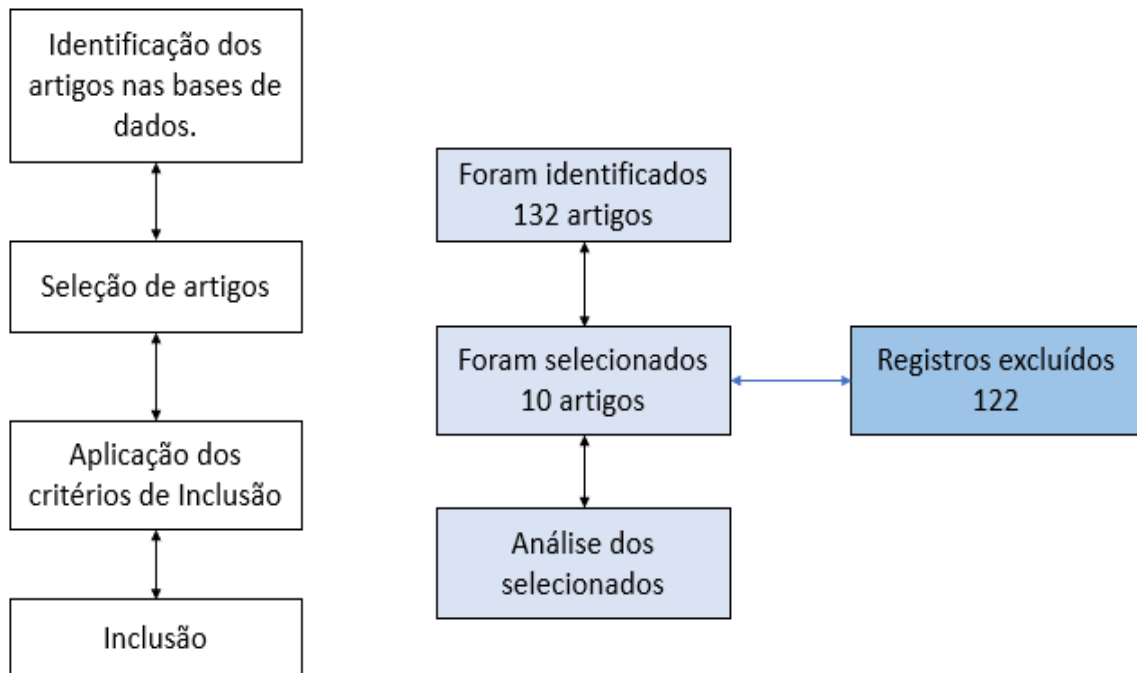 Identificação dos
artigos nas bases de
dados.
Seleção de artigos
Aplicação dos
critérios de Inclusão
Inclusão
Foram identificados
132 artigos
Foram selecionados
10 artigos
Análise dos
selecionados
Registros excluídos
122